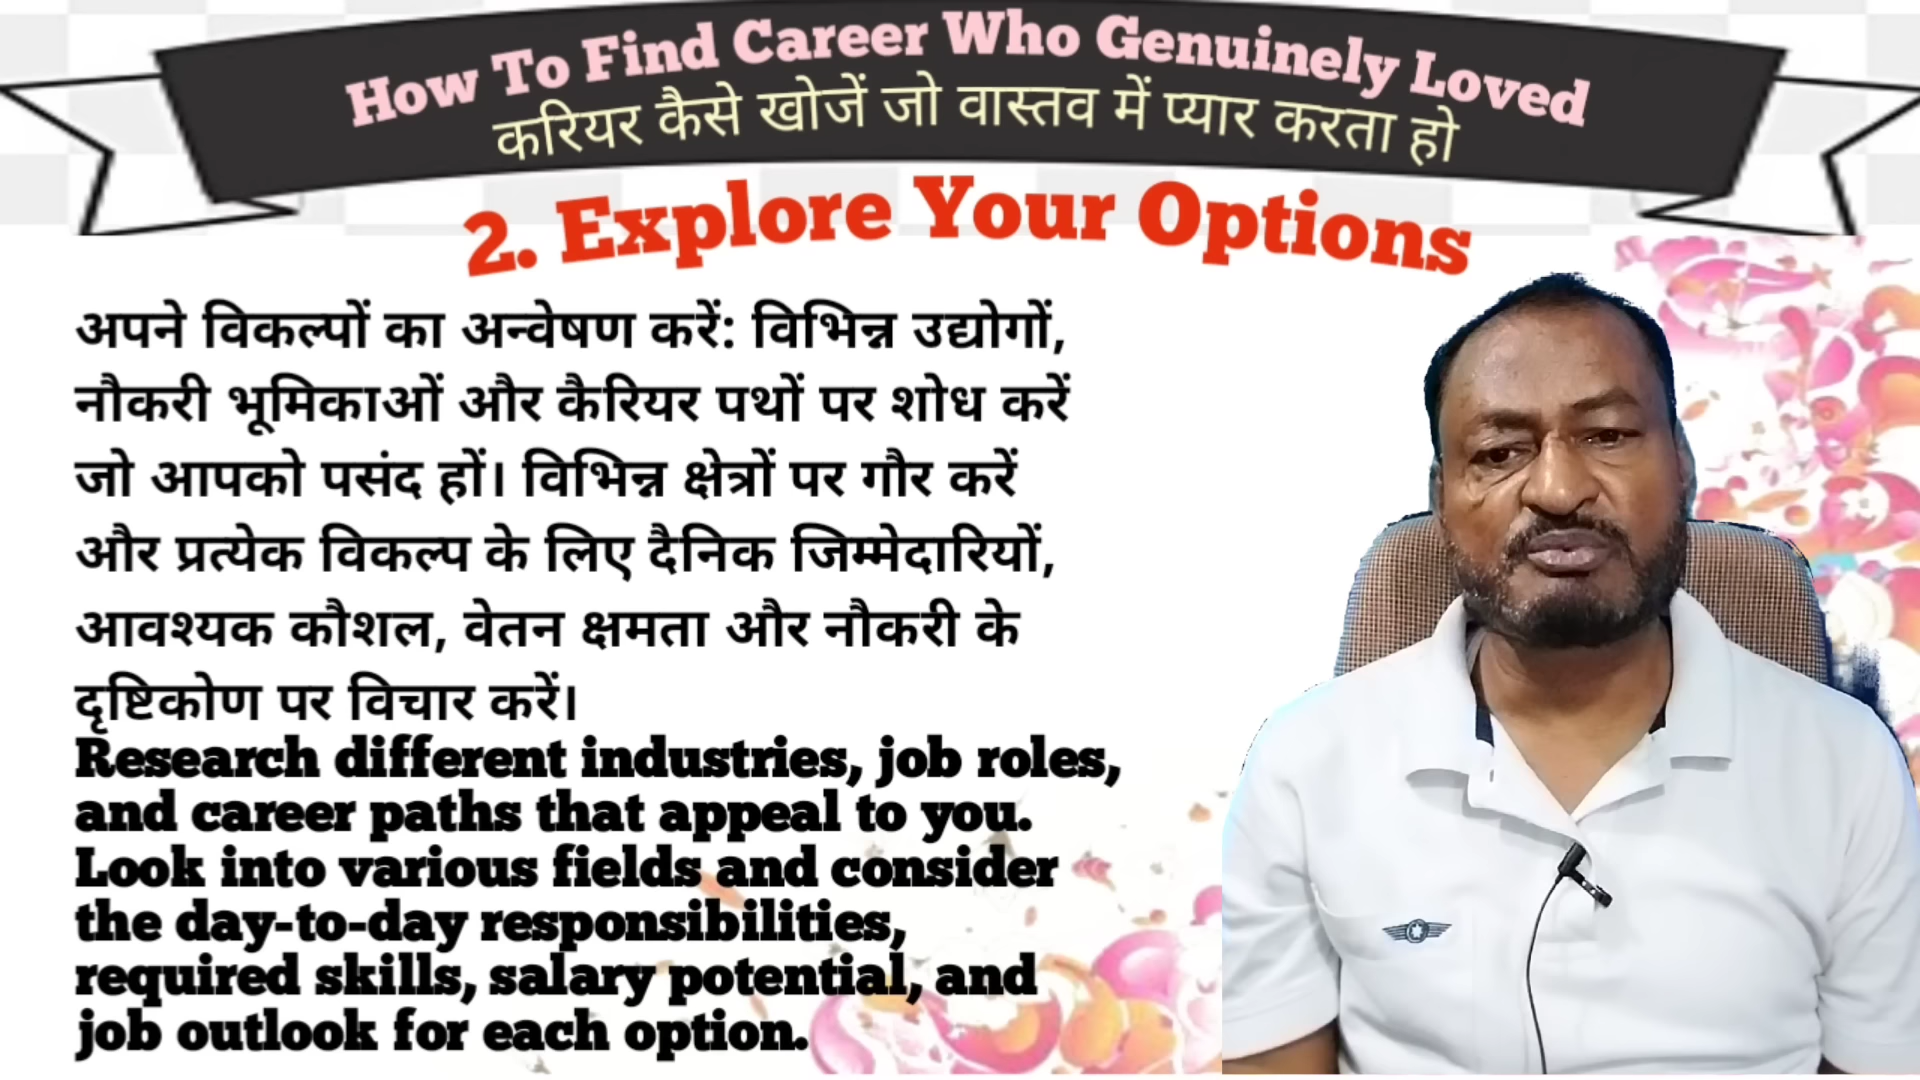 How To Find Career Who Genuinely Loved
करियर कैसे खोजें जो वास्तव में प्यार करता हो
2. Explore Your Options
अपने विकल्पों का अन्वेषण करें: विभिन्न उद्योगों,
नौकरी भूमिकाओं और कैरियर पथों पर शोध करें
जो आपको पसंद हों। विभिन्न क्षेत्रों पर गौर करें
और प्रत्येक विकल्प के लिए दैनिक जिम्मेदारियों,
आवश्यक कौशल, वेतन क्षमता और नौकरी के
दृष्टिकोण पर विचार करें।
Research different industries, job roles,
and career paths that appeal to you.
Look into various fields and consider
the day-to-day responsibilities,
required skills, salary potential, and
job outlook for each option.